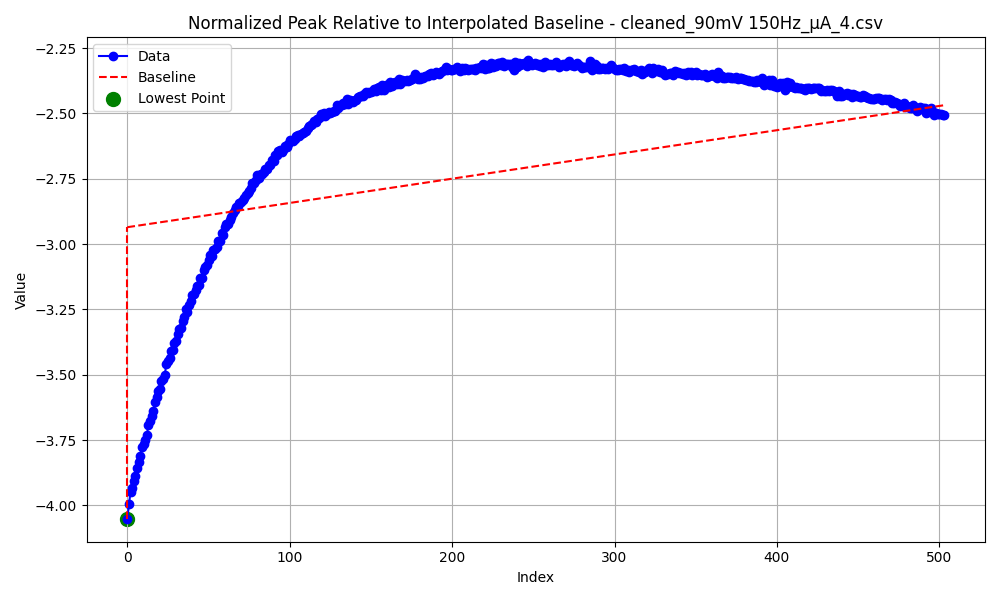 Normalized Peak Relative to Interpolated Baseline - cleaned_90mV 150Hz_µA_4.csv
Data
Baseline
Lowest Point
Value
−2.25
−2.50
−2.75
−3.00
−3.25
−3.50
−3.75
−4.00
0
100
200
300
400
500
Index